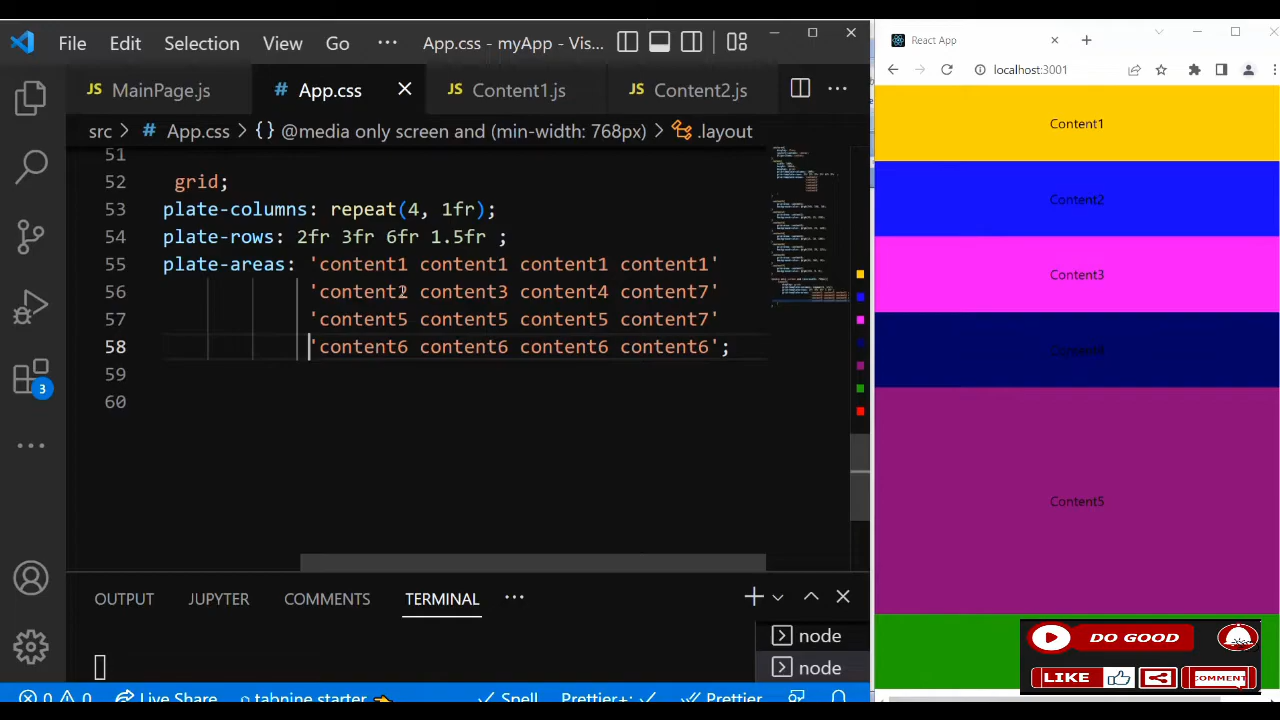 File Edit Selection View Go ··· App.css - myApp - Vis...
JS MainPage.js # App.css JS Content1.js JS Content2.js ···
src > # App.css > {} @media only screen and (min-width: 768px) > .layout
51
52 grid;
53 plate-columns: repeat(4, 1fr);
54 plate-rows: 2fr 3fr 6fr 1.5fr ;
55 plate-areas: 'content1 content1 content1 content1'
56 'content2 content3 content4 content7'
57 'content5 content5 content5 content7'
58 'content6 content6 content6 content6';
59
60
3
OUTPUT JUPYTER COMMENTS TERMINAL ···
node
node
0 0 Live Share tabnine starter Spell Prettier+ Prettier
React App
localhost:3001
Content1
Content2
Content3
Content4
Content5
DO GOOD
LIKE COMMENT